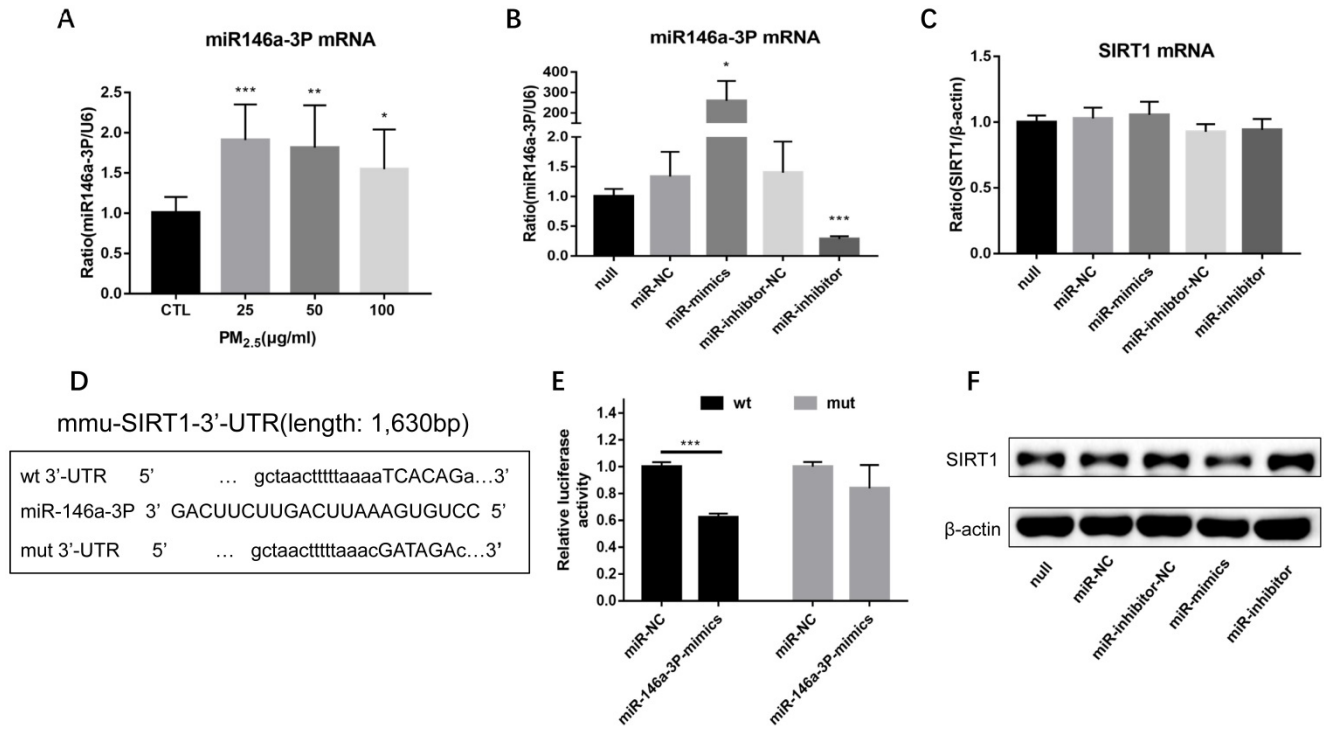 A
miR146a-3P mRNA
Ratio(miR146a-3P/U6)
2.5
2.0
1.5
1.0
0.5
0.0
***
**
*
CTL
25
50
100
PM2.5(μg/ml)
B
miR146a-3P mRNA
Ratio(miR146a-3P/U6)
400
300
200
100
2.0
1.5
1.0
0.5
0.0
*
***
null
miR-NC
miR-mimics
miR-inhibtor-NC
miR-inhibitor
C
SIRT1 mRNA
Ratio(SIRT1/β-actin)
1.5
1.0
0.5
0.0
null
miR-NC
miR-mimics
miR-inhibtor-NC
miR-inhibitor
D
mmu-SIRT1-3’-UTR(length: 1,630bp)
wt 3’-UTR 5’ … gctaactttttaaaaTCACAGa…3’
miR-146a-3P 3’ GACUUCUUGACUUAAAGUGUCC 5’
mut 3’-UTR 5’ … gctaactttttaaacGATAGAc…3’
E
wt
mut
Relative luciferase
activity
1.4
1.2
1.0
0.8
0.6
0.4
0.2
0.0
***
miR-NC
miR-146a-3P-mimics
miR-NC
miR-146a-3P-mimics
F
SIRT1
β-actin
null
miR-NC
miR-inhibitor-NC
miR-mimics
miR-inhibitor